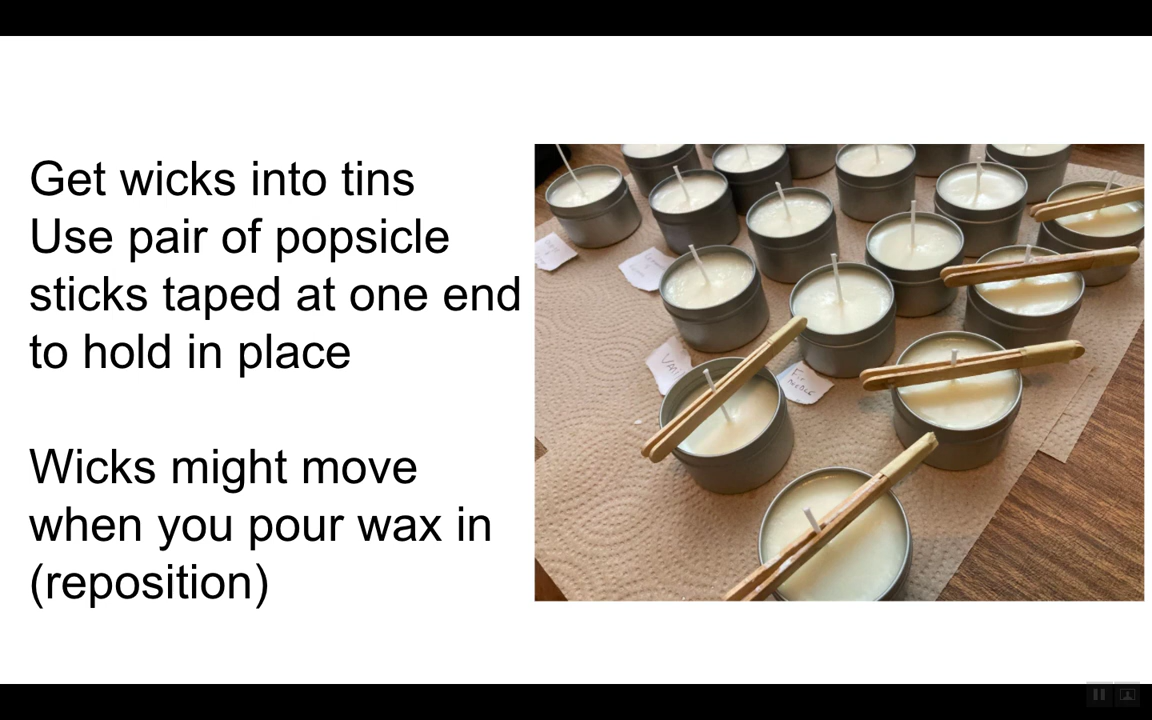 Get wicks into tins
Use pair of popsicle
sticks taped at one end
to hold in place
Wicks might move
when you pour wax in
(reposition)